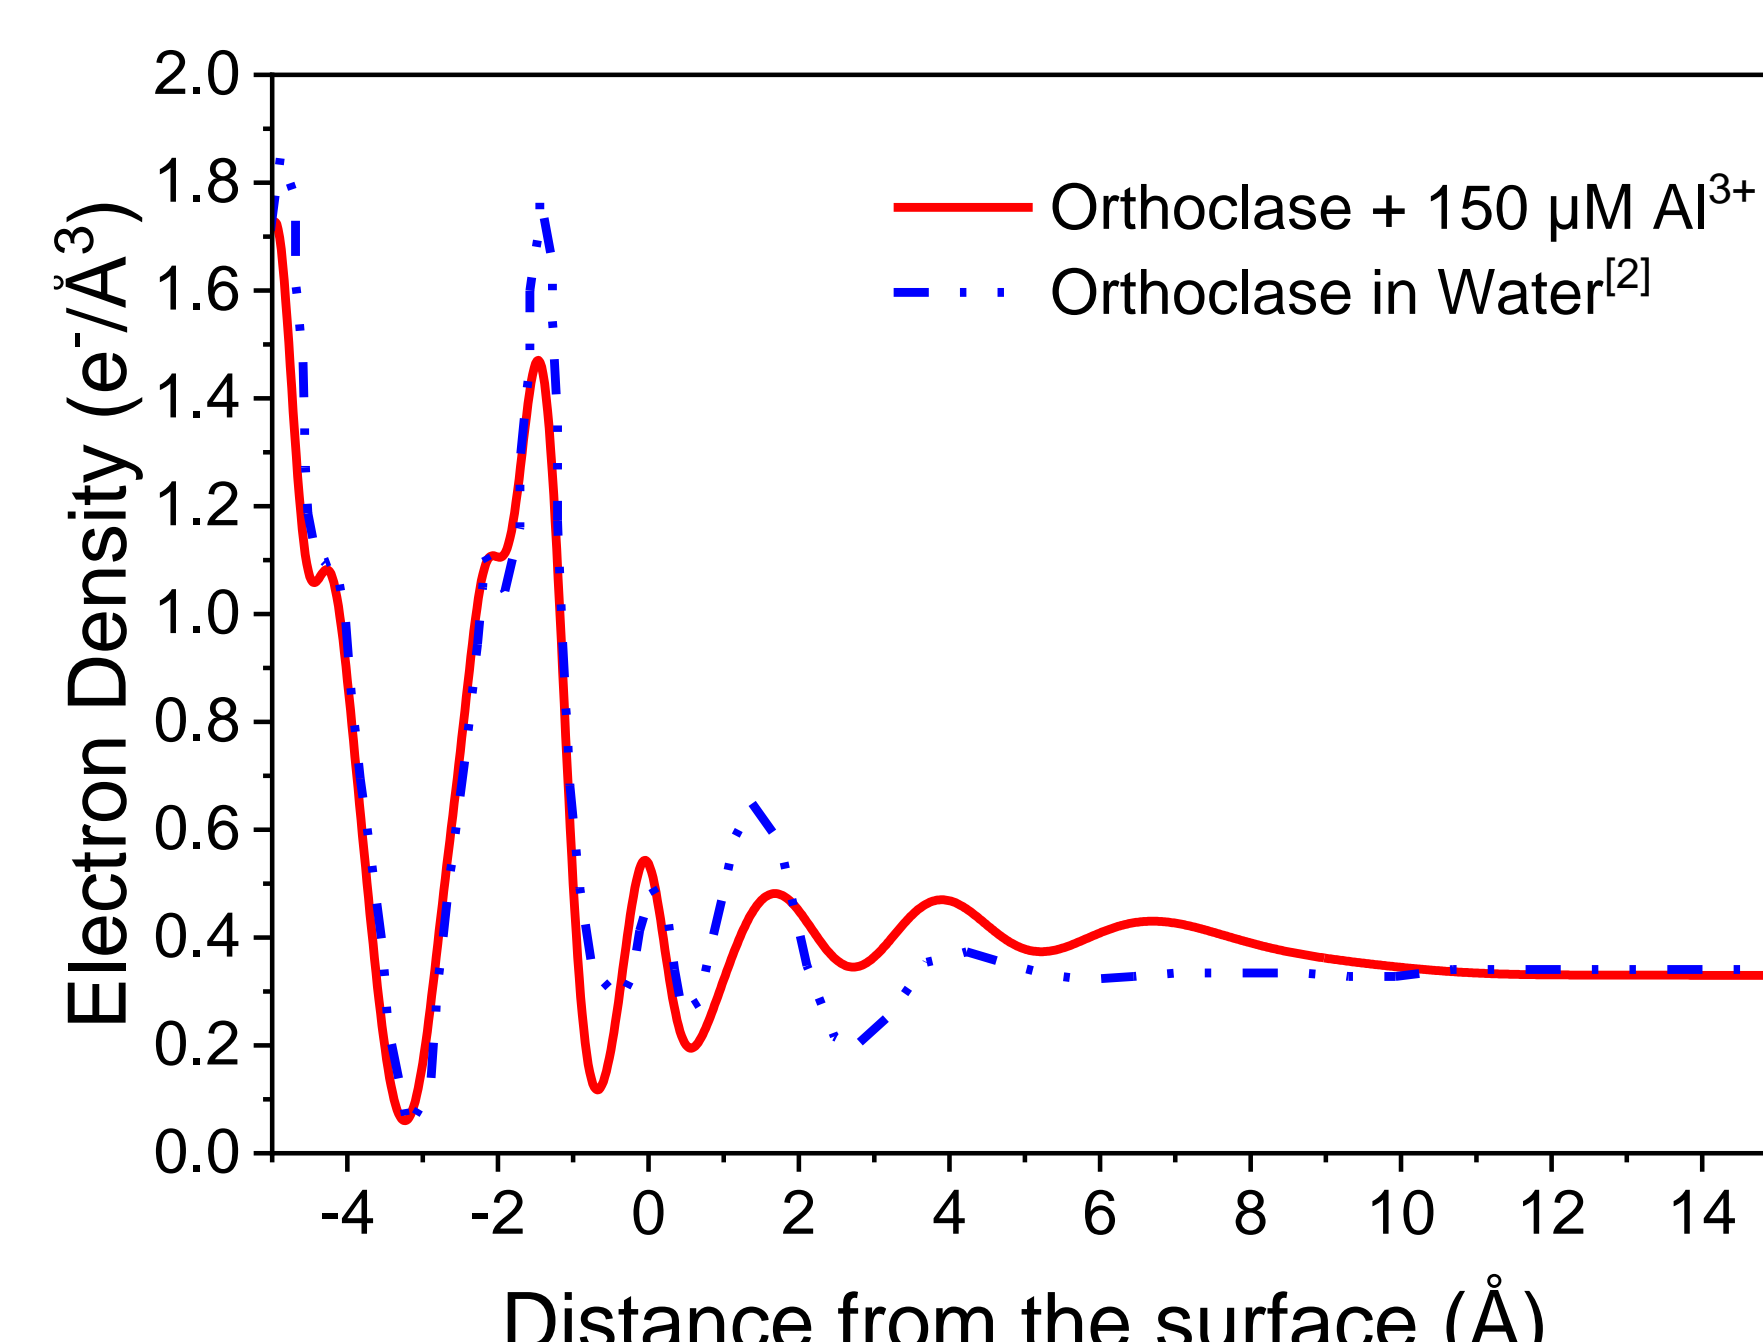 2.0
1.8
1.6
1.4
1.2
1.0
0.8
0.6
0.4
0.2
0.0
Electron Density (e⁻/Å³)
Orthoclase + 150 µM Al³⁺
Orthoclase in Water[2]
-4 -2 0 2 4 6 8 10 12 14
Distance from the surface (Å)